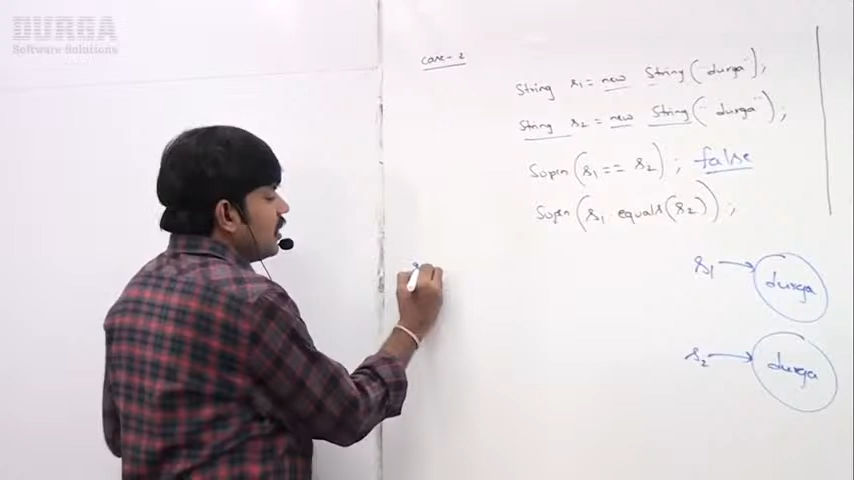 DURGA
Software Solutions
case-2
String s1 = new String("durga");
String s2 = new String("durga");
Sopln(s1 == s2); false
Sopln(s1 equals(s2));
s1 → durga
s2 → durga